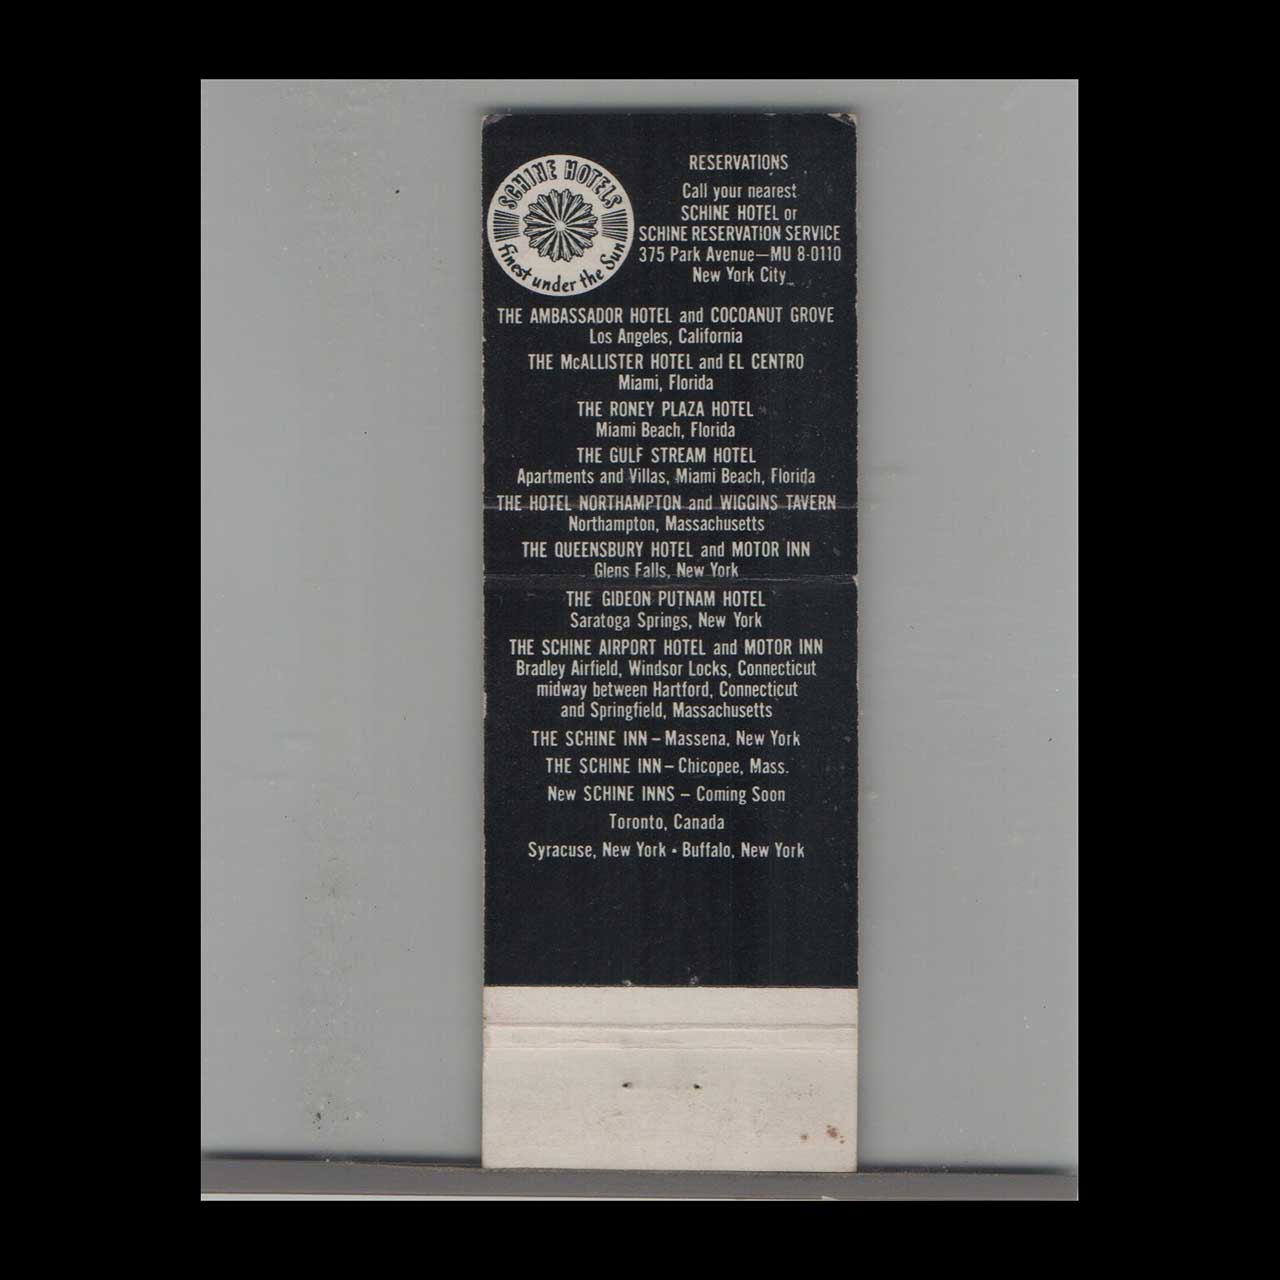 SCHINE HOTELS
Finest under the Sun
RESERVATIONS
Call your nearest
SCHINE HOTEL or
SCHINE RESERVATION SERVICE
375 Park Avenue—MU 8-0110
New York City
THE AMBASSADOR HOTEL and COCOANUT GROVE
Los Angeles, California
THE McALLISTER HOTEL and EL CENTRO
Miami, Florida
THE RONEY PLAZA HOTEL
Miami Beach, Florida
THE GULF STREAM HOTEL
Apartments and Villas, Miami Beach, Florida
THE HOTEL NORTHAMPTON and WIGGINS TAVERN
Northampton, Massachusetts
THE QUEENSBURY HOTEL and MOTOR INN
Glens Falls, New York
THE GIDEON PUTNAM HOTEL
Saratoga Springs, New York
THE SCHINE AIRPORT HOTEL and MOTOR INN
Bradley Airfield, Windsor Locks, Connecticut
midway between Hartford, Connecticut
and Springfield, Massachusetts
THE SCHINE INN – Massena, New York
THE SCHINE INN – Chicopee, Mass.
New SCHINE INNS – Coming Soon
Toronto, Canada
Syracuse, New York • Buffalo, New York